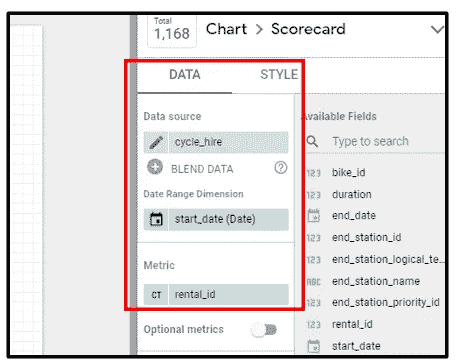 Total
1,168
Chart > Scorecard
DATA
STYLE
Data source
cycle_hire
BLEND DATA
Date Range Dimension
start_date (Date)
Metric
CT rental_id
Optional metrics
Available Fields
Type to search
123 bike_id
123 duration
end_date
123 end_station_id
123 end_station_logical_te...
ABC end_station_name
123 end_station_priority_id
123 rental_id
start_date